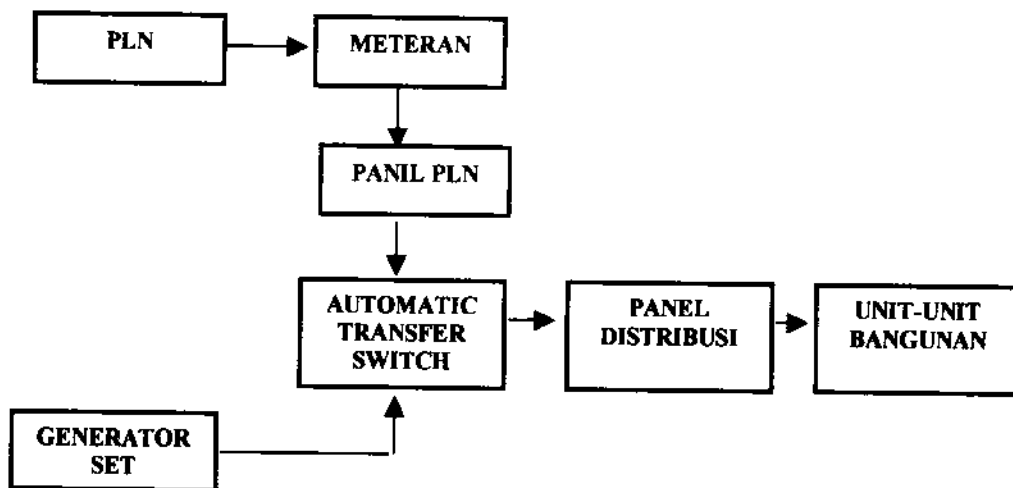 PLN
METERAN
PANIL PLN
AUTOMATIC
TRANSFER
SWITCH
PANEL
DISTRIBUSI
UNIT-UNIT
BANGUNAN
GENERATOR
SET